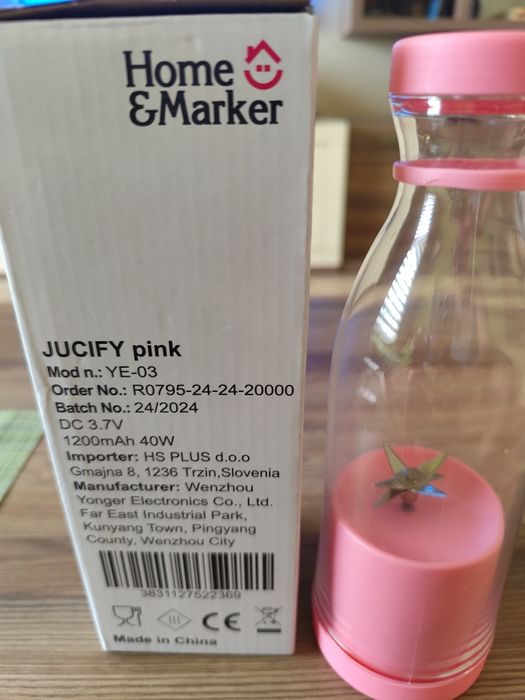 Home
&Marker
JUCIFY pink
Mod n.: YE-03
Order No.: R0795-24-24-20000
Batch No.: 24/2024
DC 3.7V
1200mAh 40W
Importer: HS PLUS d.o.o
Gmajna 8, 1236 Trzin,Slovenia
Manufacturer: Wenzhou
Yonger Electronics Co., Ltd.
Far East Industrial Park,
Kunyang Town, Pingyang
County, Wenzhou City
3831127622369
CE
Made in China